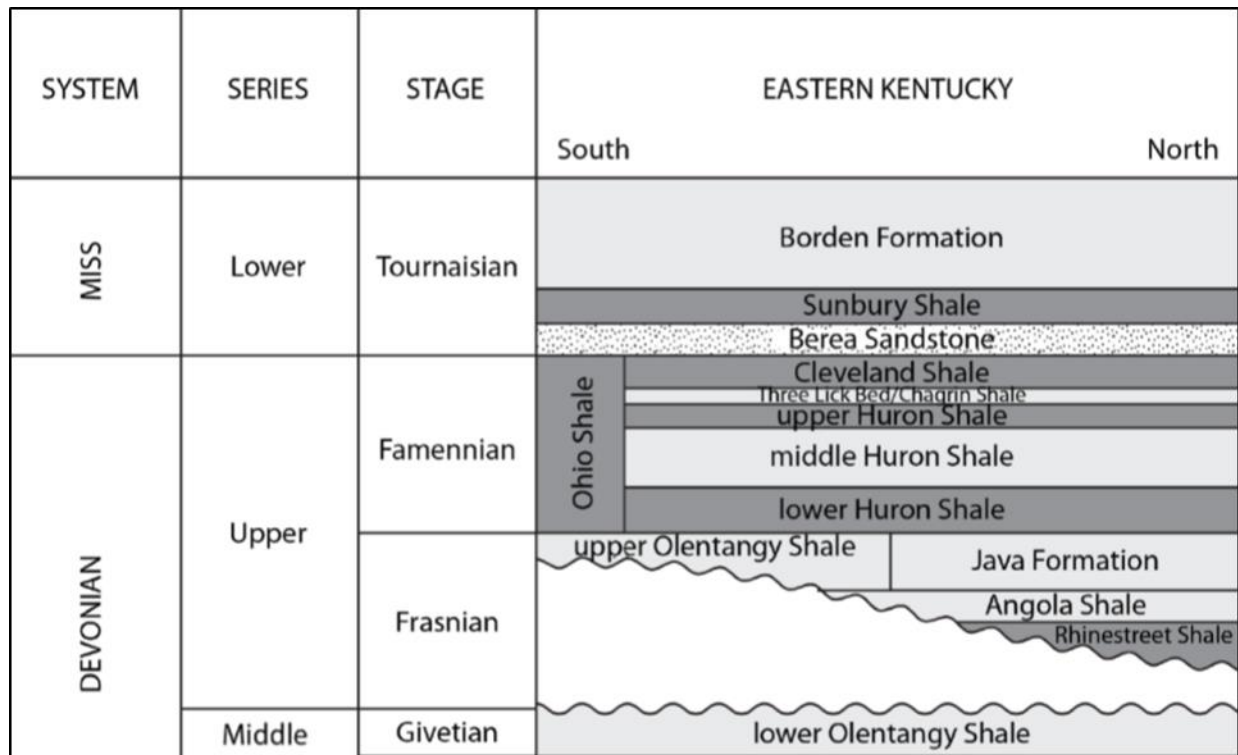 SYSTEM
SERIES
STAGE
EASTERN KENTUCKY
South
North
MISS
Lower
Tournaisian
Borden Formation
Sunbury Shale
Berea Sandstone
DEVONIAN
Upper
Famennian
Ohio Shale
Cleveland Shale
Three Lick Bed/Chagrin Shale
upper Huron Shale
middle Huron Shale
lower Huron Shale
Frasnian
upper Olentangy Shale
Java Formation
Angola Shale
Rhinestreet Shale
Middle
Givetian
lower Olentangy Shale